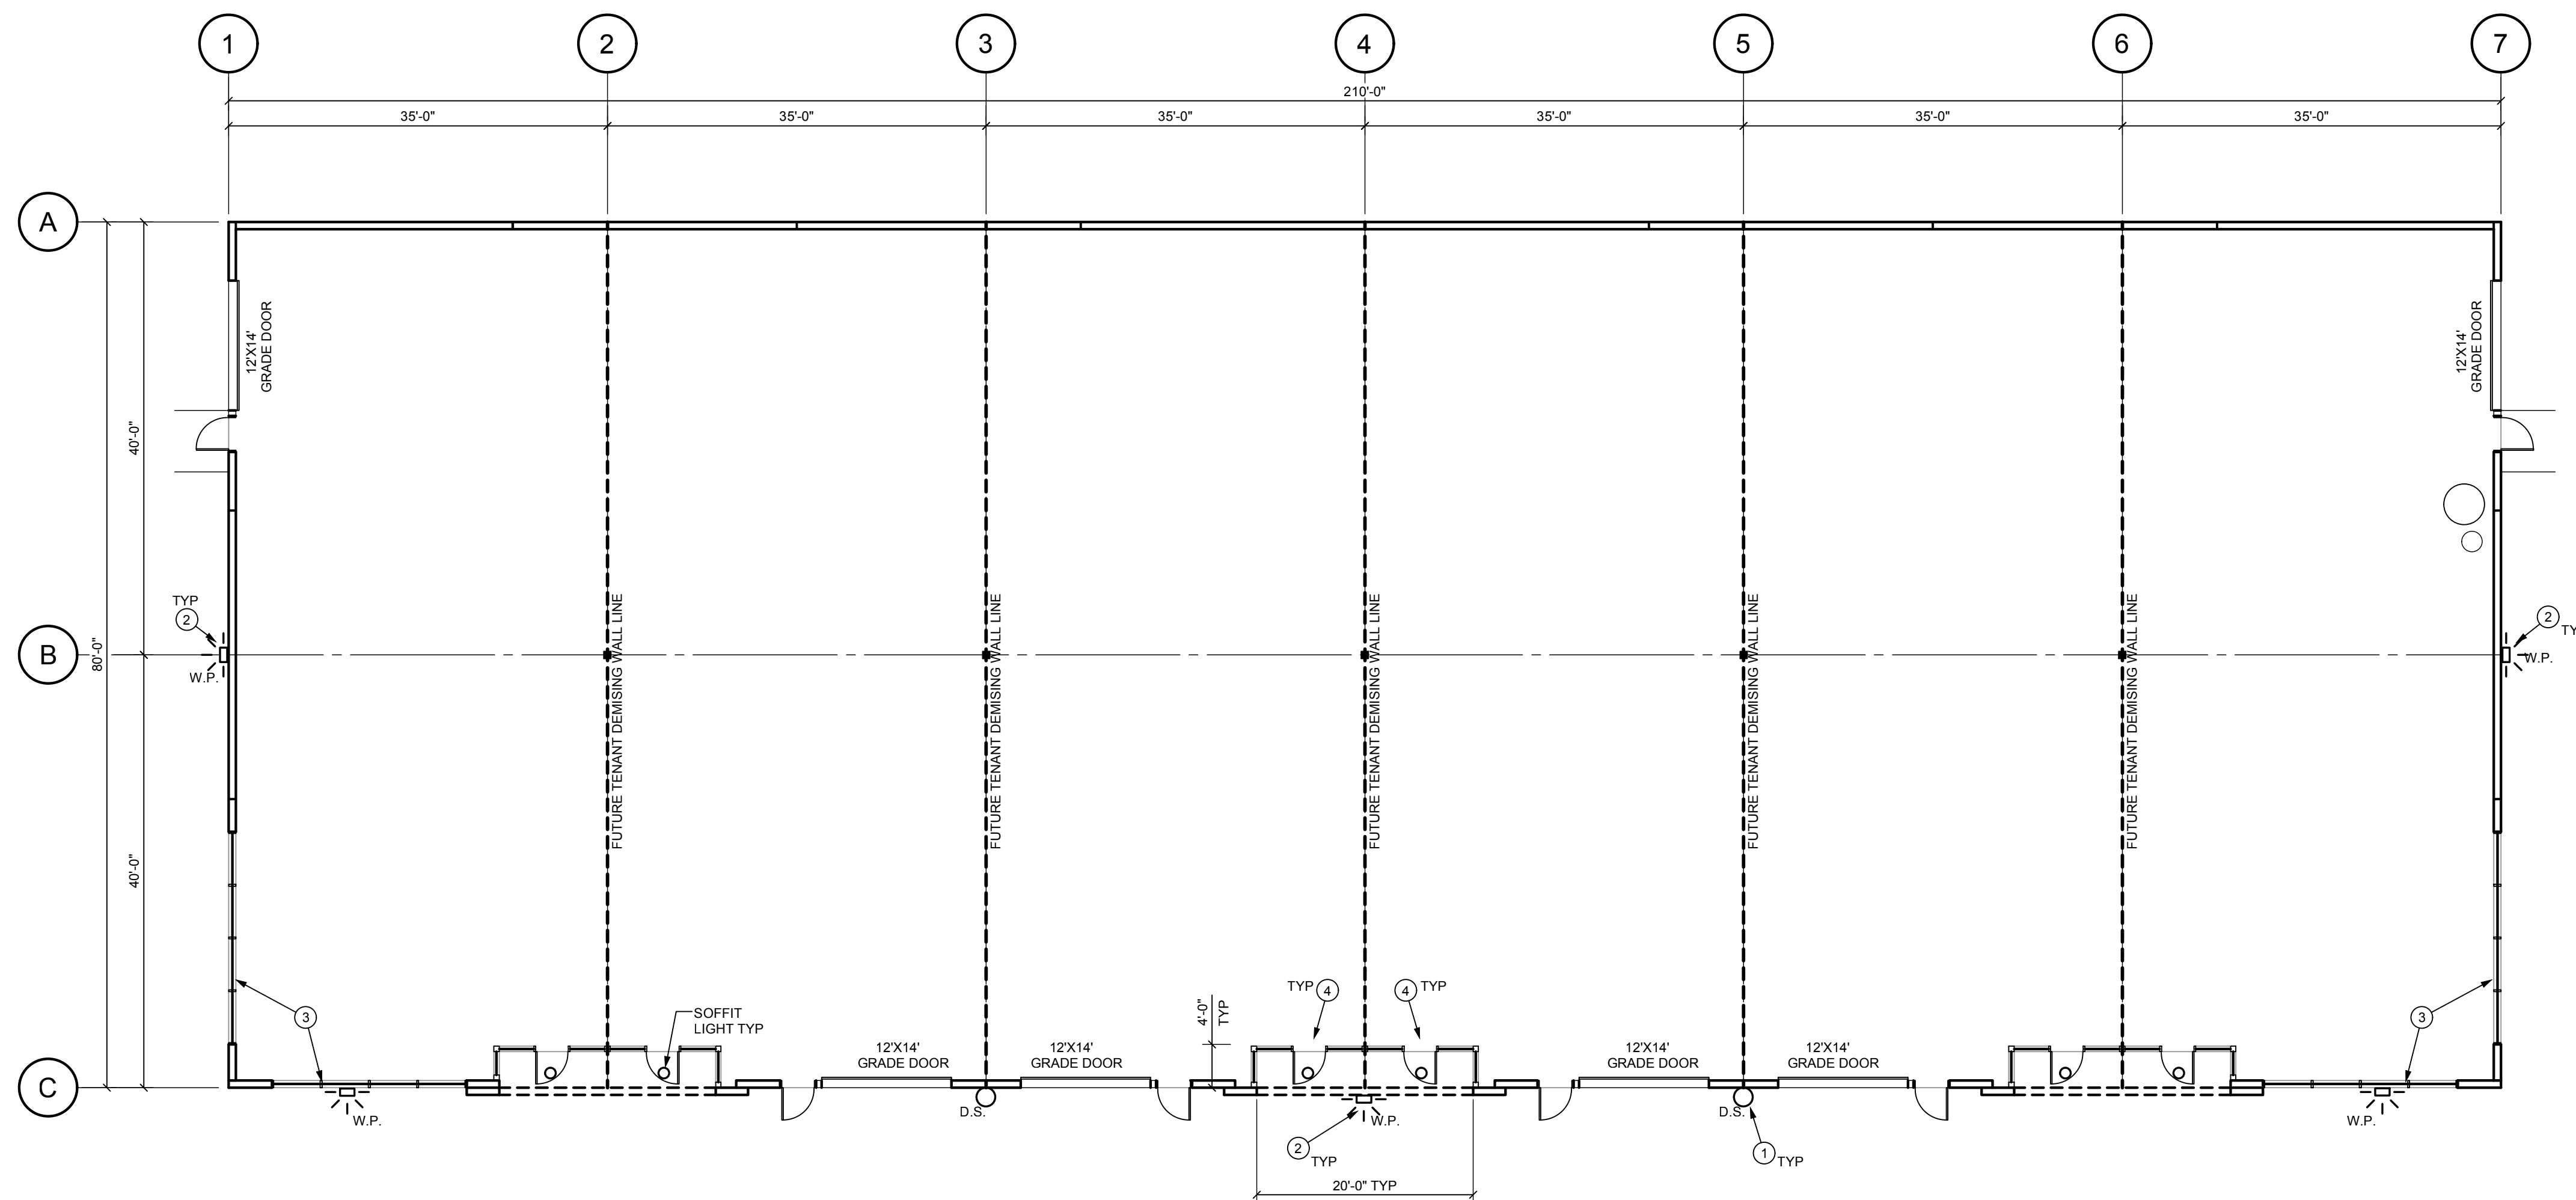 1
2
3
4
5
6
7
210'-0"
35'-0"
35'-0"
35'-0"
35'-0"
35'-0"
35'-0"
A
12'X14'
GRADE DOOR
12'X14'
GRADE DOOR
40'-0"
80'-0"
B
TYP
2
W.P.
FUTURE TENANT DEMISING WALL LINE
FUTURE TENANT DEMISING WALL LINE
FUTURE TENANT DEMISING WALL LINE
FUTURE TENANT DEMISING WALL LINE
FUTURE TENANT DEMISING WALL LINE
2
TY
W.P.
40'-0"
3
SOFFIT
LIGHT TYP
4'-0"
TYP
TYP 4
4 TYP
3
12'X14'
GRADE DOOR
12'X14'
GRADE DOOR
12'X14'
GRADE DOOR
12'X14'
GRADE DOOR
C
W.P.
D.S.
W.P.
2
TYP
D.S.
1
TYP
W.P.
20'-0" TYP